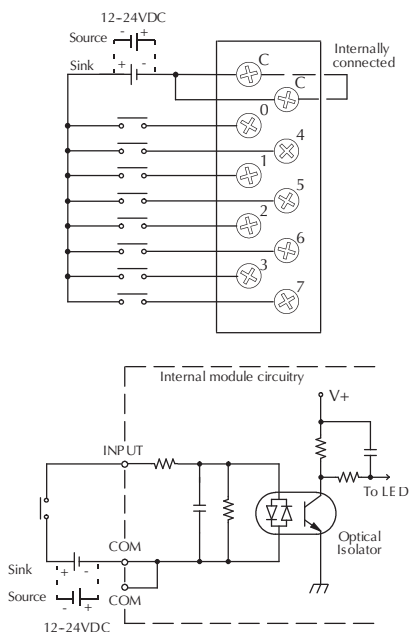 12–24VDC
Source - +
Sink + -
Internally
connected
C
C
0
4
1
5
2
6
3
7
Internal module circuitry
V+
INPUT
To LED
Optical
Isolator
COM
Sink + -
COM
Source - +
12–24VDC